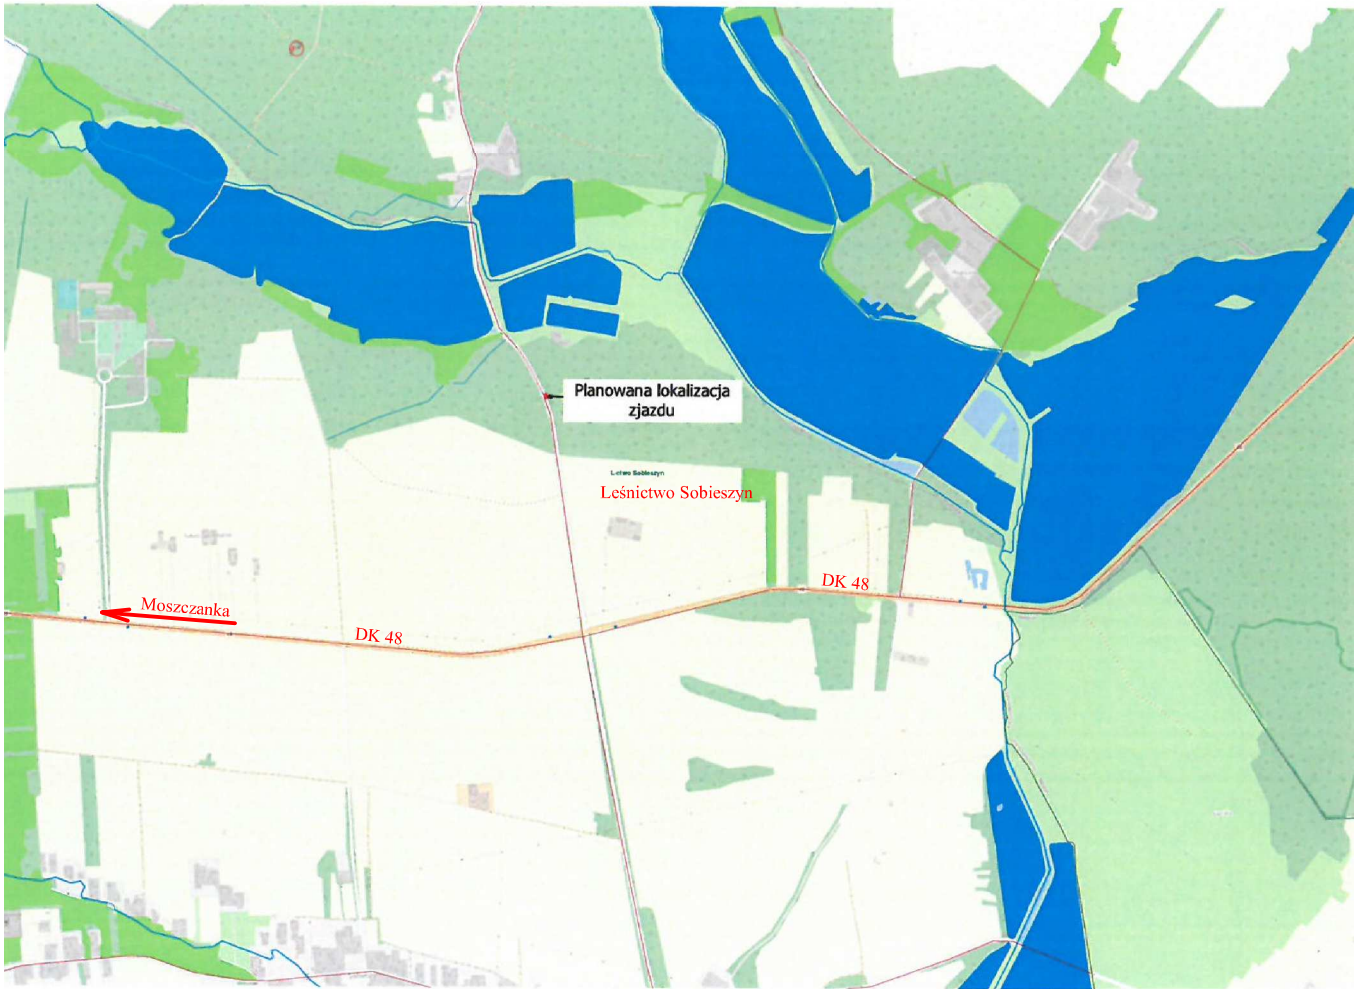 Planowana lokalizacja
zjazdu
Leśnictwo Sobieszyn
DK 48
Moszczanka
DK 48